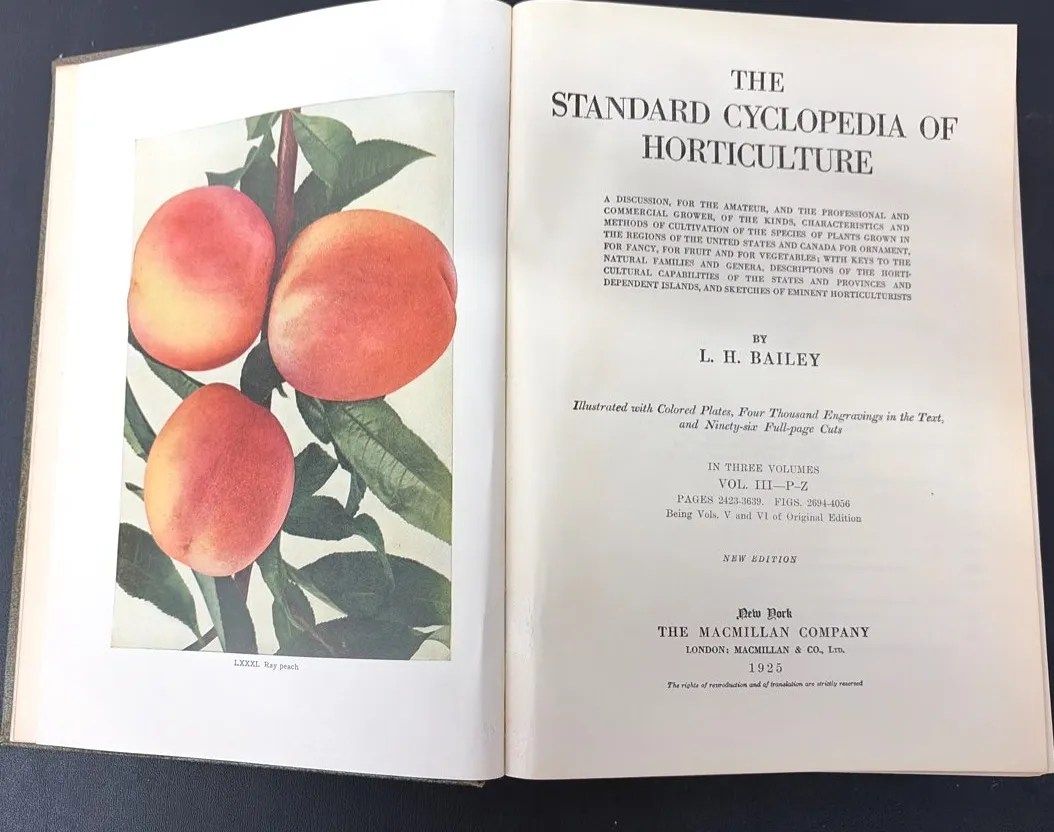 LXXXI. Ray peach
THE
STANDARD CYCLOPEDIA OF
HORTICULTURE
A DISCUSSION, FOR THE AMATEUR, AND THE PROFESSIONAL AND
COMMERCIAL GROWER, OF THE KINDS, CHARACTERISTICS AND
METHODS OF CULTIVATION OF THE SPECIES OF PLANTS GROWN IN
THE REGIONS OF THE UNITED STATES AND CANADA FOR ORNAMENT,
FOR FANCY, FOR FRUIT AND FOR VEGETABLES; WITH KEYS TO THE
NATURAL FAMILIES AND GENERA, DESCRIPTIONS OF THE HORTI-
CULTURAL CAPABILITIES OF THE STATES AND PROVINCES AND
DEPENDENT ISLANDS, AND SKETCHES OF EMINENT HORTICULTURISTS
BY
L. H. BAILEY
Illustrated with Colored Plates, Four Thousand Engravings in the Text,
and Ninety-six Full-page Cuts
IN THREE VOLUMES
VOL. III—P-Z
PAGES 2423-3639. FIGS. 2694-4056
Being Vols. V and VI of Original Edition
NEW EDITION
New York
THE MACMILLAN COMPANY
LONDON: MACMILLAN & CO., LTD.
1925
The rights of reproduction and of translation are strictly reserved